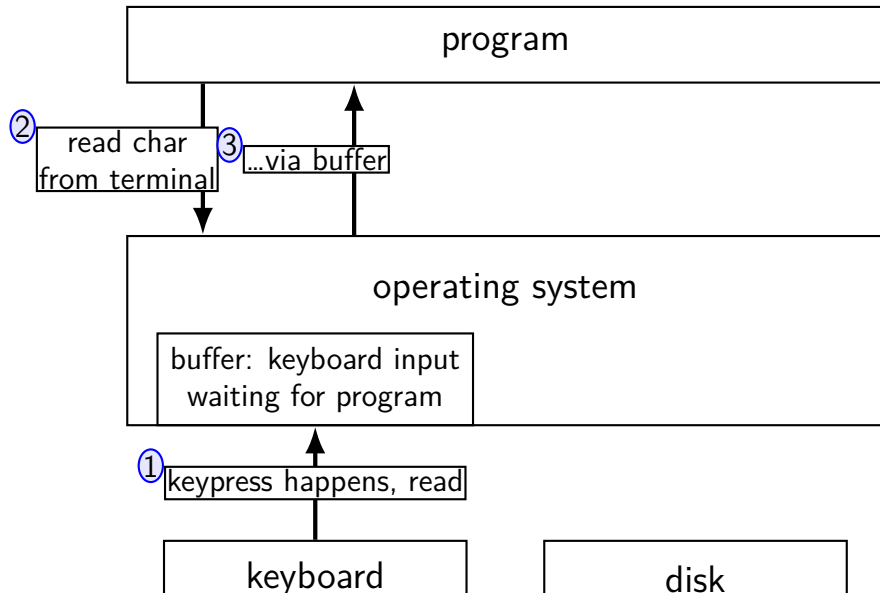 program
2
read char
from terminal
3
...via buffer
operating system
buffer: keyboard input
waiting for program
1
keypress happens, read
keyboard
disk